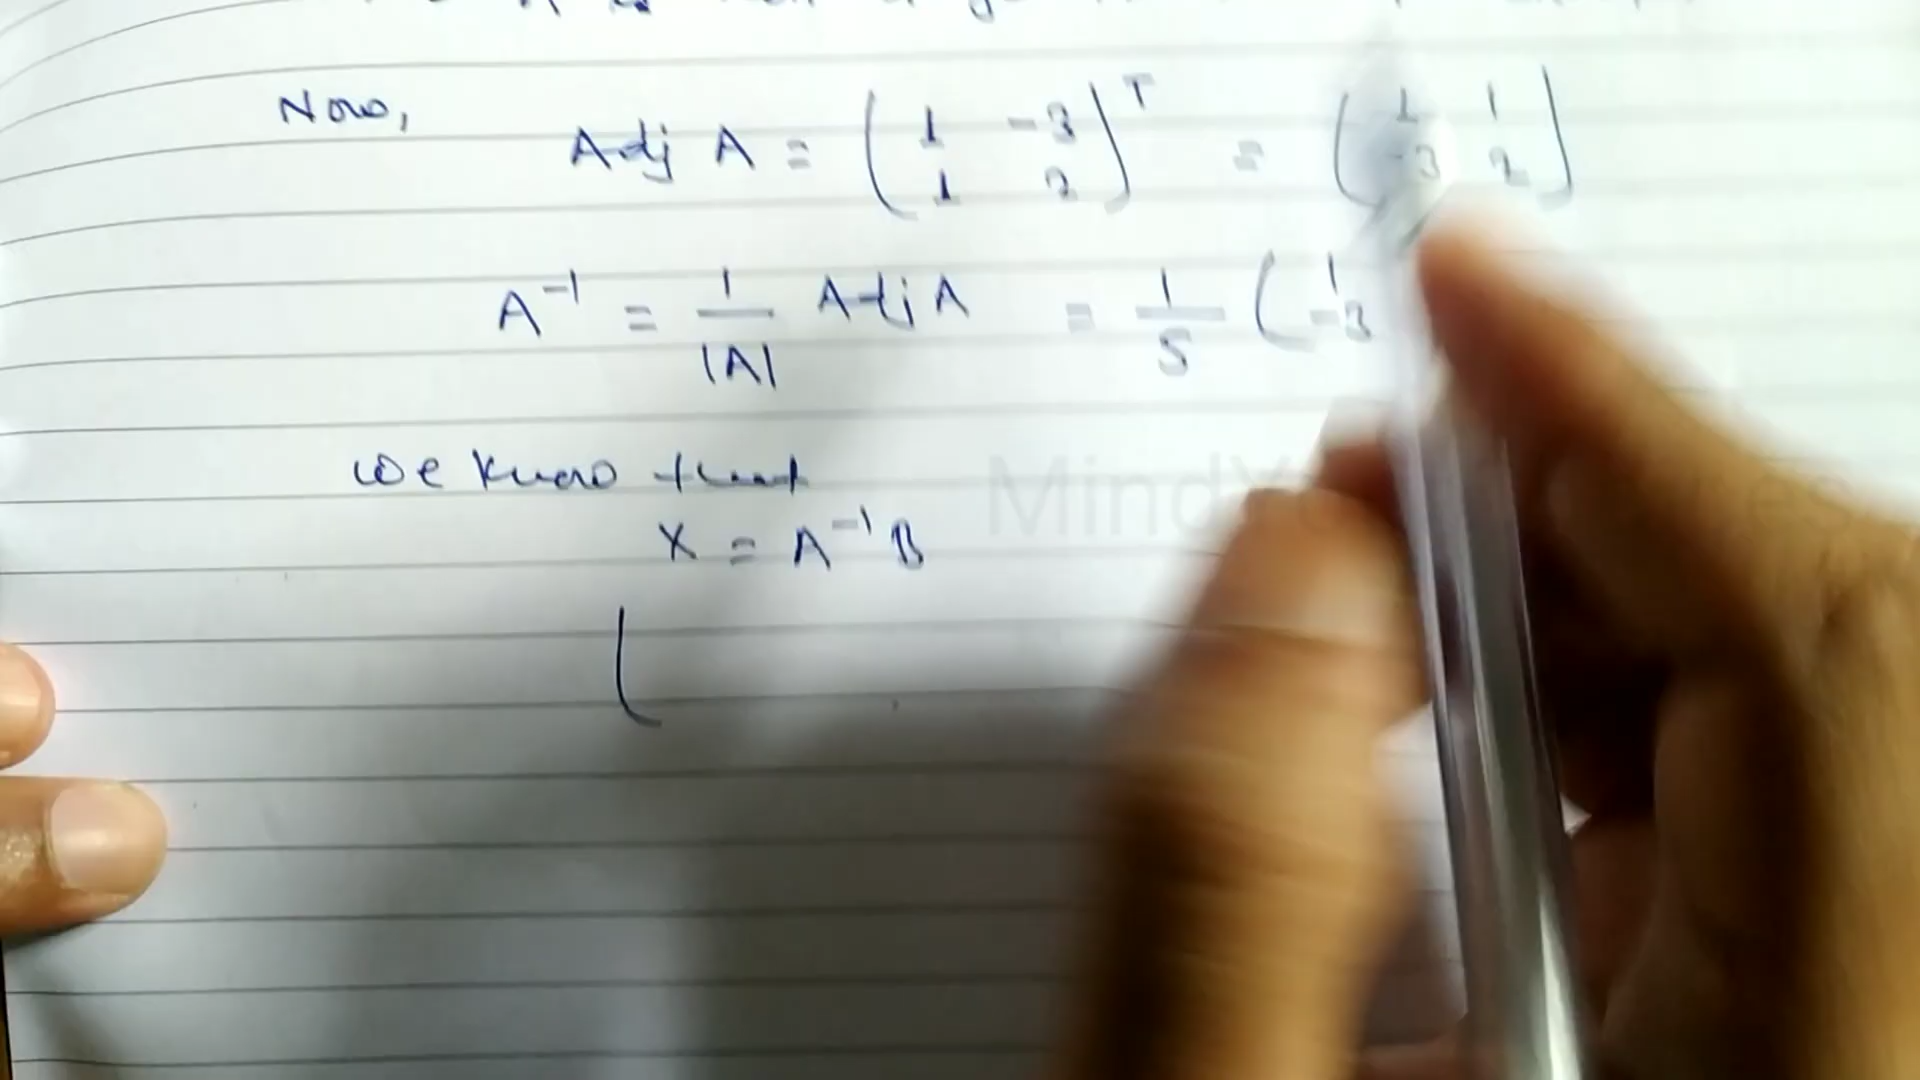 Now,
Adj A = ( 1 -3 1 2 )ᵀ = ( 1 1 -3 2 )
A⁻¹ = 1/|A| Adj A = 1/5 ( 1 -3
We know that
X = A⁻¹ B
(